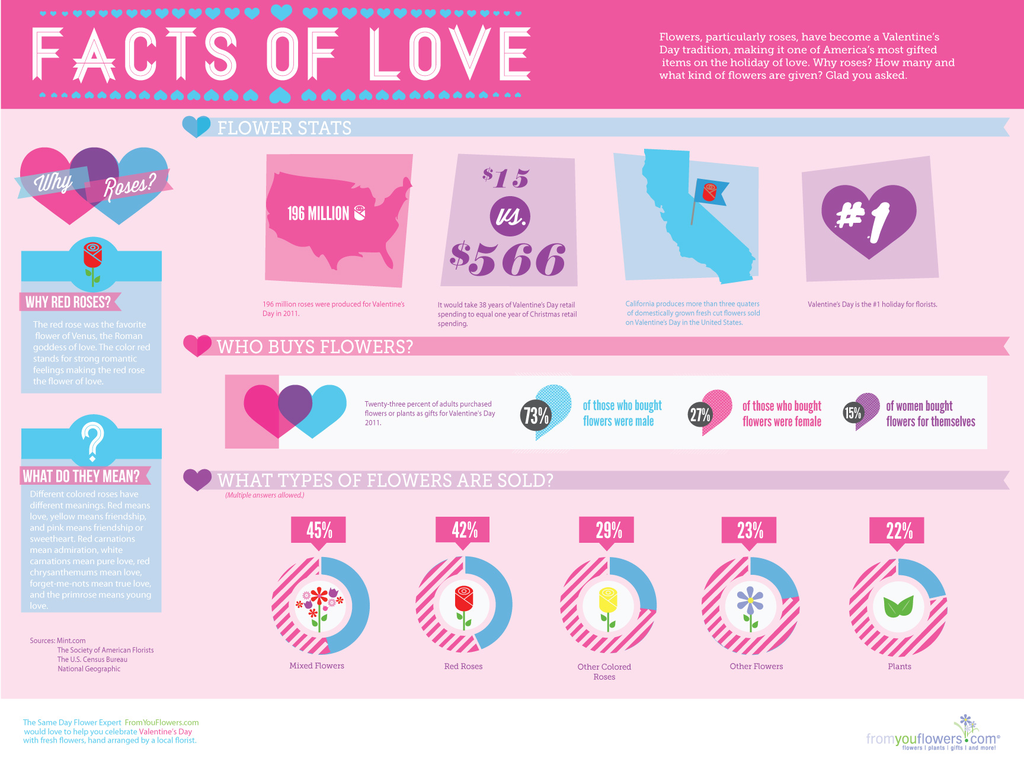 FACTS OF LOVE
Flowers, particularly roses, have become a Valentine's
Day tradition, making it one of America's most gifted
items on the holiday of love. Why roses? How many and
what kind of flowers are given? Glad you asked.
Why Roses?
WHY RED ROSES?
The red rose was the favorite
flower of Venus, the Roman
goddess of love. The color red
stands for strong romantic
feelings making the red rose
the flower of love.
?
WHAT DO THEY MEAN?
Different colored roses have
different meanings. Red means
love, yellow means friendship,
and pink means friendship or
sweetheart. Red carnations
mean admiration, white
carnations mean pure love, red
chrysanthemums mean love,
forget-me-nots mean true love,
and the primrose means young
love.
Sources: Mint.com
The Society of American Florists
The U.S. Census Bureau
National Geographic
FLOWER STATS
196 MILLION
196 million roses were produced for Valentine's
Day in 2011.
$15
vs.
$566
It would take 38 years of Valentine's Day retail
spending to equal one year of Christmas retail
spending.
California produces more than three quaters
of domestically grown fresh cut flowers sold
on Valentine's Day in the United States.
#1
Valentine's Day is the #1 holiday for florists.
WHO BUYS FLOWERS?
Twenty-three percent of adults purchased
flowers or plants as gifts for Valentine's Day
2011.
73%
of those who bought
flowers were male
27%
of those who bought
flowers were female
15%
of women bought
flowers for themselves
WHAT TYPES OF FLOWERS ARE SOLD?
(Multiple answers allowed.)
45%
Mixed Flowers
42%
Red Roses
29%
Other Colored
Roses
23%
Other Flowers
22%
Plants
The Same Day Flower Expert FromYouFlowers.com
would love to help you celebrate Valentine's Day
with fresh flowers, hand arranged by a local florist.
fromyouflowers.com®
flowers | plants | gifts | and more!